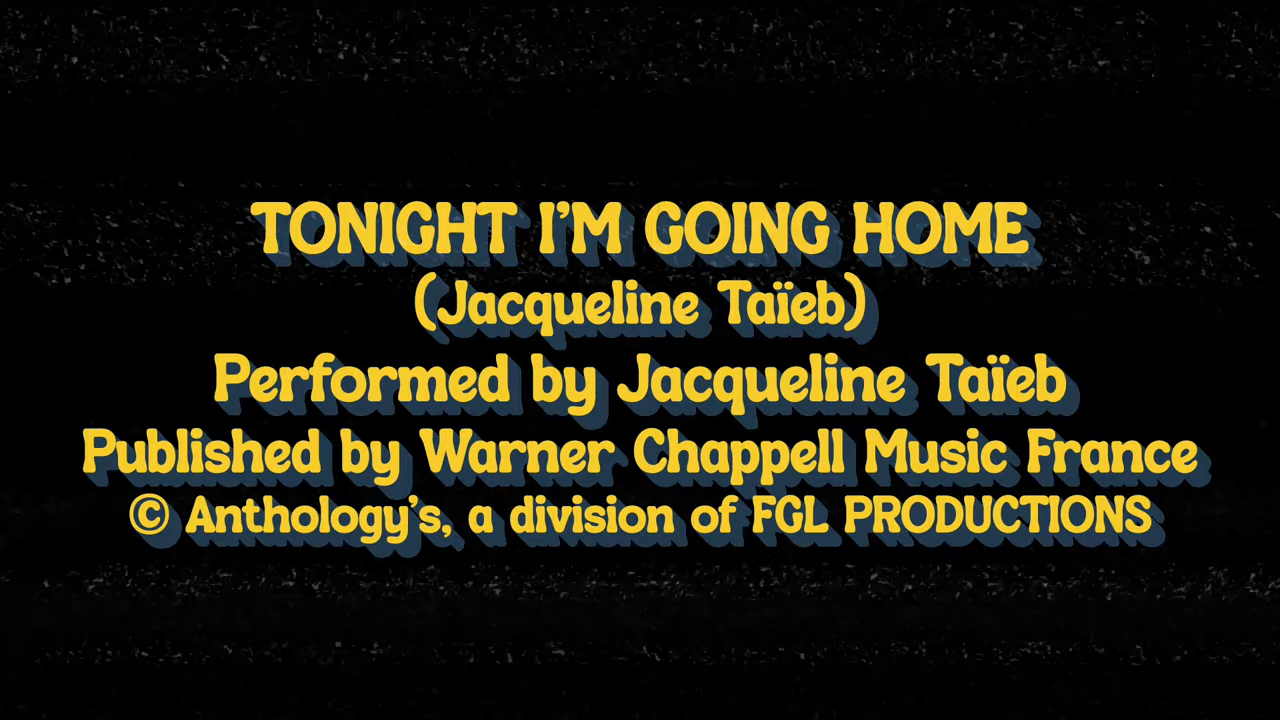 TONIGHT I’M GOING HOME
(Jacqueline Taïeb)
Performed by Jacqueline Taïeb
Published by Warner Chappell Music France
© Anthology’s, a division of FGL PRODUCTIONS